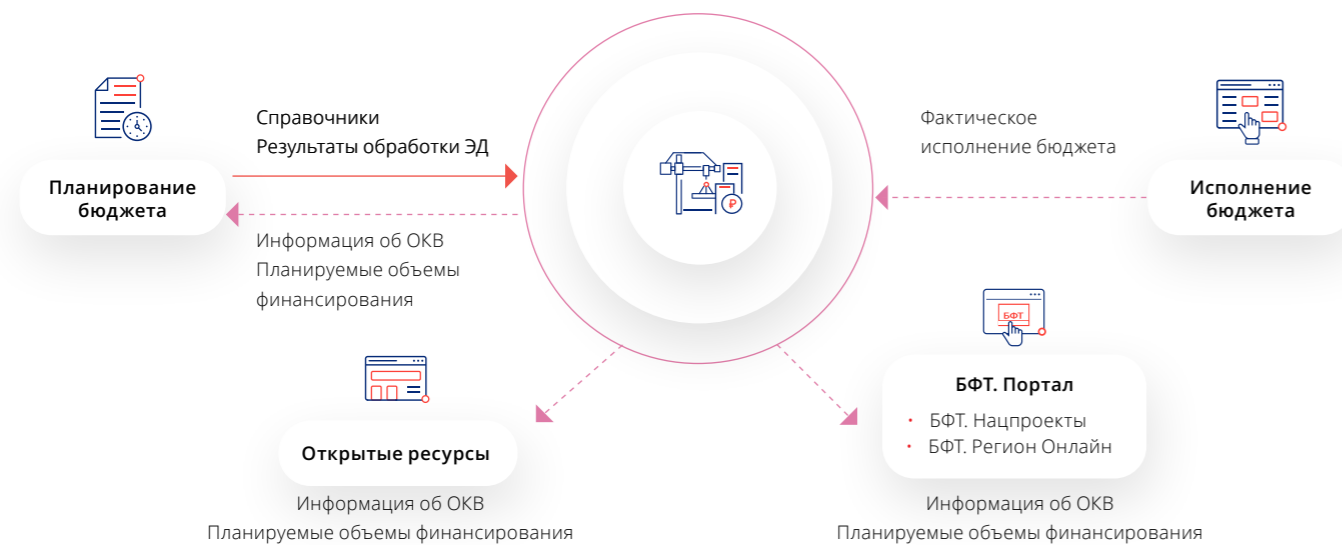 Планирование
бюджета
Справочники
Результаты обработки ЭД
Информация об ОКВ
Планируемые объемы
финансирования
₽
Фактическое
исполнение бюджета
Исполнение
бюджета
Открытые ресурсы
Информация об ОКВ
Планируемые объемы финансирования
БФТ
БФТ. Портал
• БФТ. Нацпроекты
• БФТ. Регион Онлайн
Информация об ОКВ
Планируемые объемы финансирования